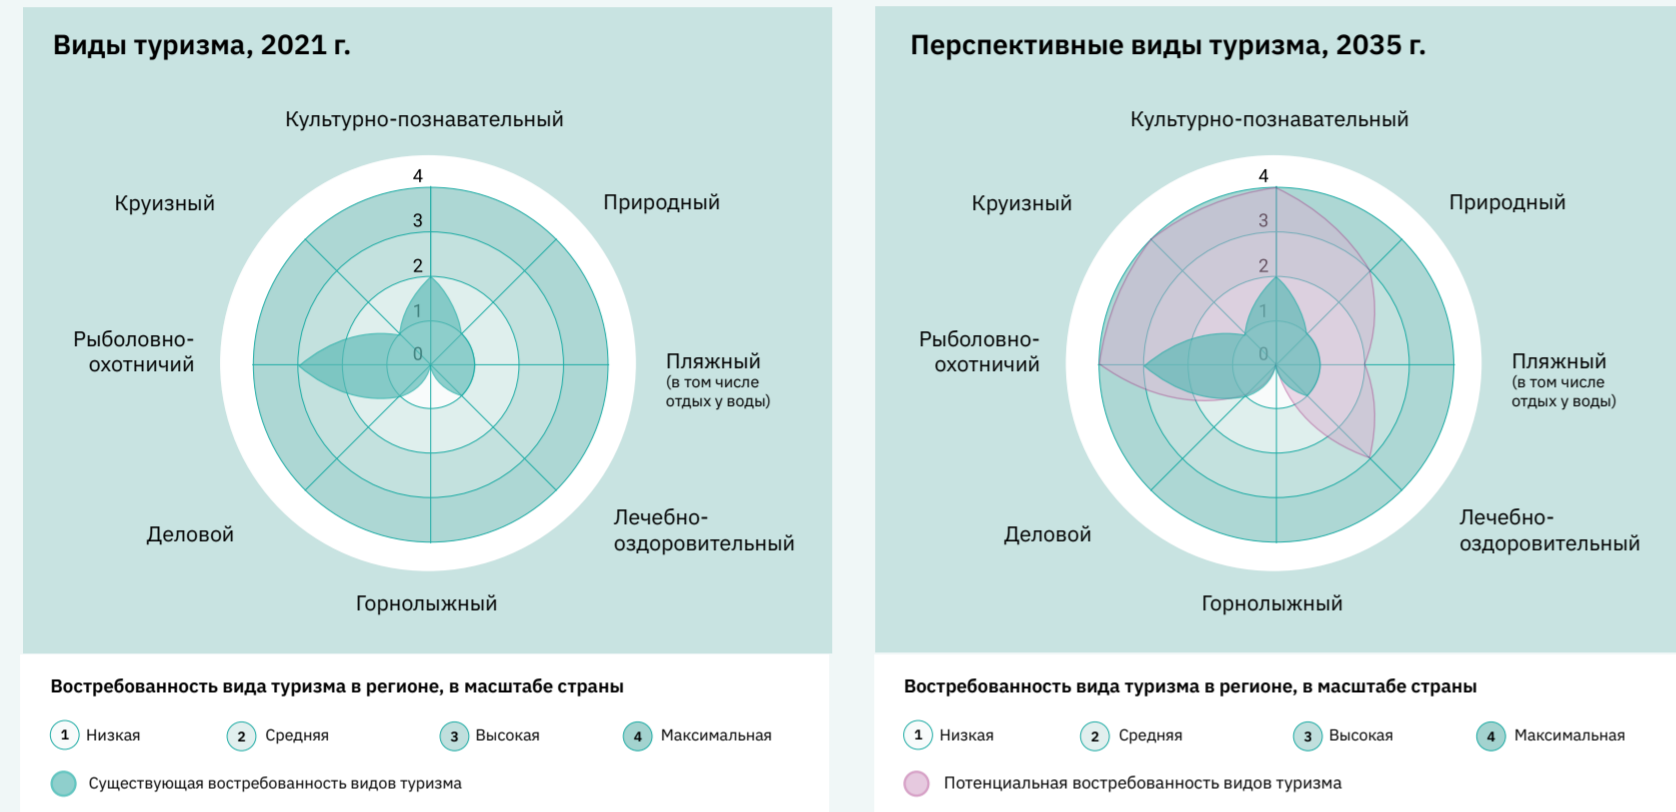 Виды туризма, 2021 г.
Культурно-познавательный
Круизный
Природный
4
3
2
1
0
Рыболовно-
охотничий
Пляжный
(в том числе
отдых у воды)
Деловой
Лечебно-
оздоровительный
Горнолыжный
Востребованность вида туризма в регионе, в масштабе страны
1 Низкая
2 Средняя
3 Высокая
4 Максимальная
Существующая востребованность видов туризма
Перспективные виды туризма, 2035 г.
Культурно-познавательный
Круизный
Природный
4
3
2
1
0
Рыболовно-
охотничий
Пляжный
(в том числе
отдых у воды)
Деловой
Лечебно-
оздоровительный
Горнолыжный
Востребованность вида туризма в регионе, в масштабе страны
1 Низкая
2 Средняя
3 Высокая
4 Максимальная
Потенциальная востребованность видов туризма